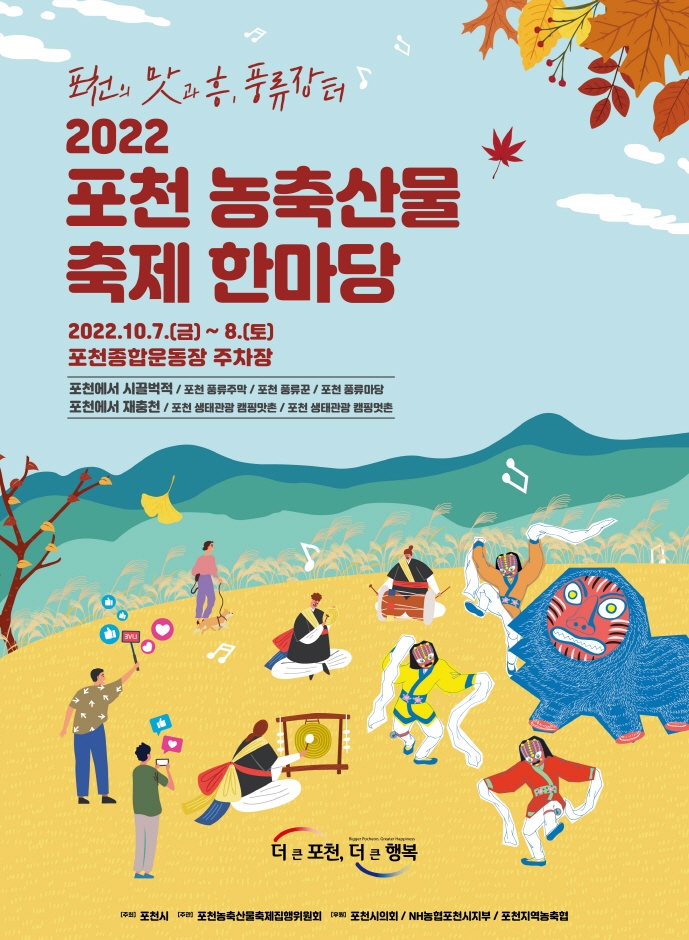 포천의 맛과 흥, 풍류장터
2022
포천 농축산물
축제 한마당
2022.10.7.(금) ~ 8.(토)
포천종합운동장 주차장
포천에서 시끌벅적 / 포천 풍류주막 / 포천 풍류꾼 / 포천 풍류마당
포천에서 재충천 / 포천 생태관광 캠핑맛촌 / 포천 생태관광 캠핑멋촌
LIVE
Bigger Pocheon, Greater Happiness
더 큰 포천, 더 큰 행복
[주최] 포천시 [주관] 포천농축산물축제집행위원회 [후원] 포천시의회 / NH농협포천시지부 / 포천지역농축협